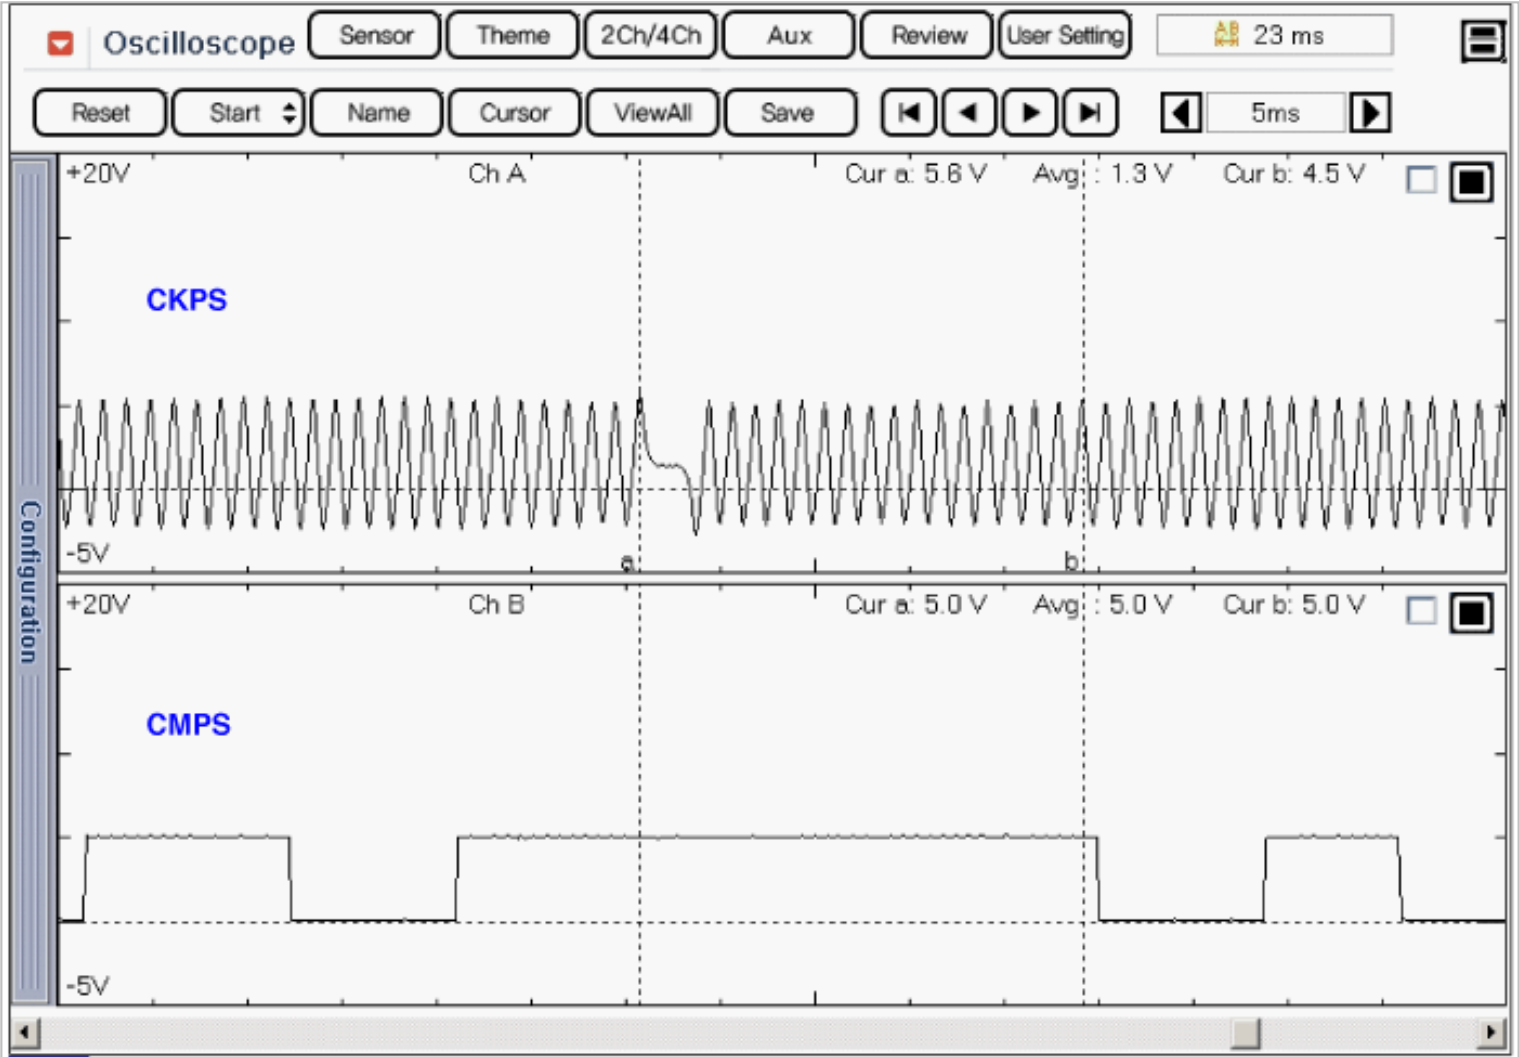 Oscilloscope Sensor Theme 2Ch/4Ch Aux Review User Setting AB 23 ms
Reset Start Name Cursor ViewAll Save 5ms
Configuration
+20V Ch A Cur a: 5.6 V Avg : 1.3 V Cur b: 4.5 V
CKPS
-5V
a b
+20V Ch B Cur a: 5.0 V Avg : 5.0 V Cur b: 5.0 V
CMPS
-5V